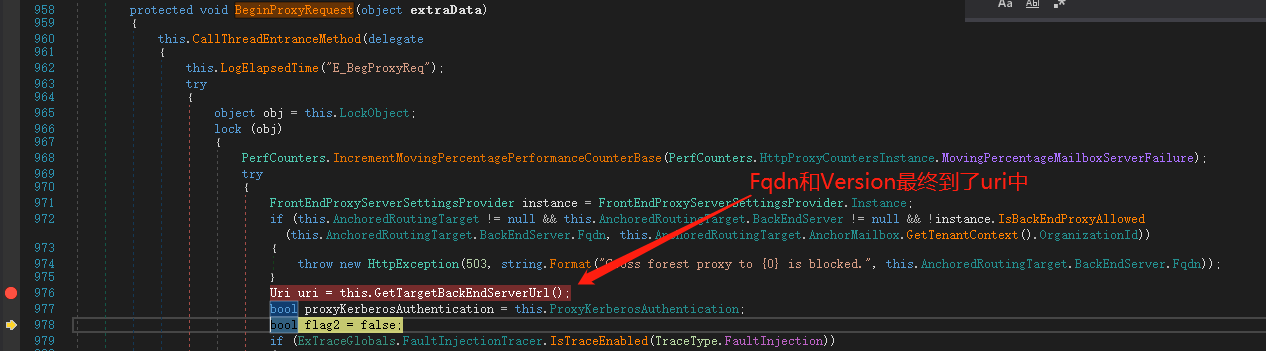 Aa Abl
958 protected void BeginProxyRequest(object extraData)
959 {
960 this.CallThreadEntranceMethod(delegate
961 {
962 this.LogElapsedTime("E_BegProxyReq");
963 try
964 {
965 object obj = this.LockObject;
966 lock (obj)
967 {
968 PerfCounters.IncrementMovingPercentagePerformanceCounterBase(PerfCounters.HttpProxyCountersInstance.MovingPercentageMailboxServerFailure);
969 try
970 {
Fqdn和Version最终到了uri中
971 FrontEndProxyServerSettingsProvider instance = FrontEndProxyServerSettingsProvider.Instance;
972 if (this.AnchoredRoutingTarget != null && this.AnchoredRoutingTarget.BackEndServer != null && !instance.IsBackEndProxyAllowed
(this.AnchoredRoutingTarget.BackEndServer.Fqdn, this.AnchoredRoutingTarget.AnchorMailbox.GetTenantContext().OrganizationId))
973 {
974 throw new HttpException(503, string.Format("Cross forest proxy to {0} is blocked.", this.AnchoredRoutingTarget.BackEndServer.Fqdn));
975 }
976 Uri uri = this.GetTargetBackEndServerUrl();
977 bool proxyKerberosAuthentication = this.ProxyKerberosAuthentication;
978 bool flag2 = false;
979 if (ExTraceGlobals.FaultInjectionTracer.IsTraceEnabled(TraceType.FaultInjection))